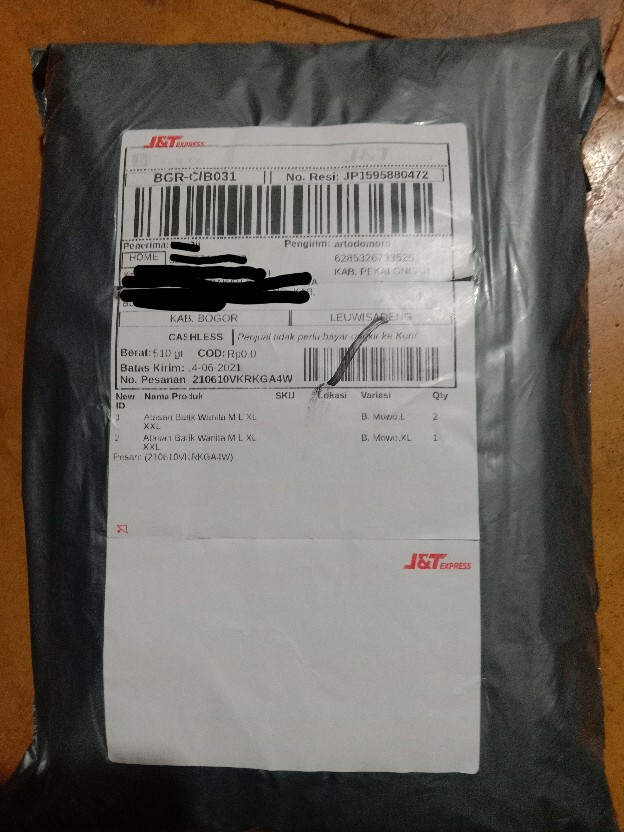 J&T EXPRESS
BGR-C/B031 No. Resi: JP1595880472
Penerima: Pengirim: artodomoro
HOME
KAB.
KAB. BOGOR LEUWISADENG
CASHLESS Penjual tidak perlu bayar ongkir ke Kurir
Berat: 510 gr COD: Rp0.0
Batas Kirim: 4-06-2021
No. Pesanan 210610VKRKGA4W
New ID Nama Produk SKU Lokasi Variasi Qty
1 Atasan Batik Wanita M L XL XXL B. Mowo,L 2
2 Atasan Batik Wanita M L XL XXL B. Mowo,XL 1
Pesan: (210610VKRKGA4W)
J&T EXPRESS